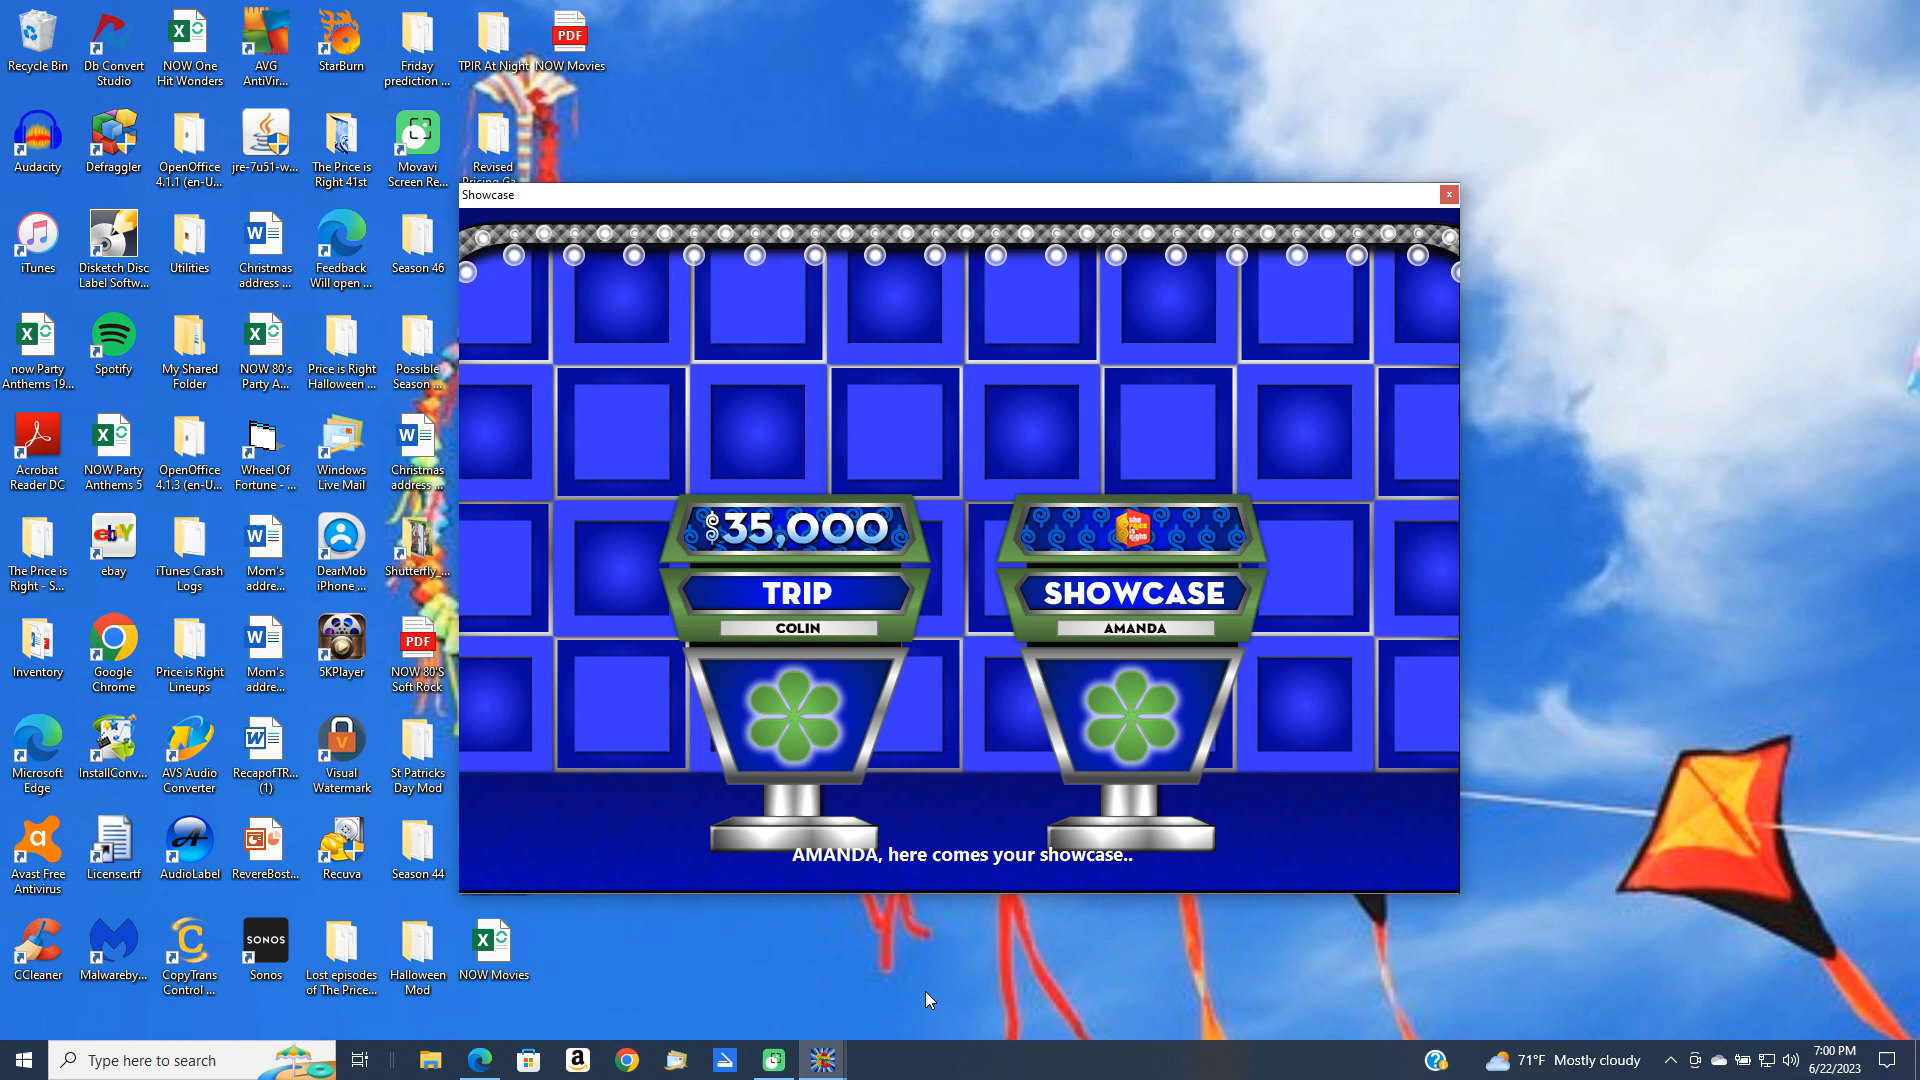 Recycle Bin
Db Convert
Studio
NOW One
Hit Wonders
AVG
AntiVir...
StarBurn
Friday
prediction ...
TPIR At Night
PDF
NOW Movies
Audacity
Defraggler
OpenOffice
4.1.1 (en-U...
jre-7u51-w...
The Price is
Right 41st
Movavi
Screen Re...
Revised
iTunes
Disketch Disc
Label Softw...
Utilities
Christmas
address ...
Feedback
Will open ...
Season 46
now Party
Anthems 19...
Spotify
My Shared
Folder
NOW 80's
Party A...
Price is Right
Halloween ...
Possible
Season ...
Acrobat
Reader DC
NOW Party
Anthems 5
OpenOffice
4.1.3 (en-U...
Wheel Of
Fortune - ...
Windows
Live Mail
Christmas
address ...
The Price is
Right - S...
ebay
ebay
iTunes Crash
Logs
Mom's
addre...
DearMob
iPhone ...
Shutterfly_...
Inventory
Google
Chrome
Price is Right
Lineups
Mom's
addre...
5KPlayer
PDF
NOW 80'S
Soft Rock
Microsoft
Edge
InstallConv...
AVS Audio
Converter
RecapofTR...
(1)
Visual
Watermark
St Patricks
Day Mod
Avast Free
Antivirus
License.rtf
AudioLabel
RevereBost...
Recuva
Season 44
CCleaner
Malwareby...
CopyTrans
Control ...
SONOS
Sonos
Lost episodes
of The Price...
Halloween
Mod
NOW Movies
Showcase
$35,000
TRIP
COLIN
the
Price
is
right
SHOWCASE
AMANDA
AMANDA, here comes your showcase..
Type here to search
71°F Mostly cloudy
7:00 PM
6/22/2023